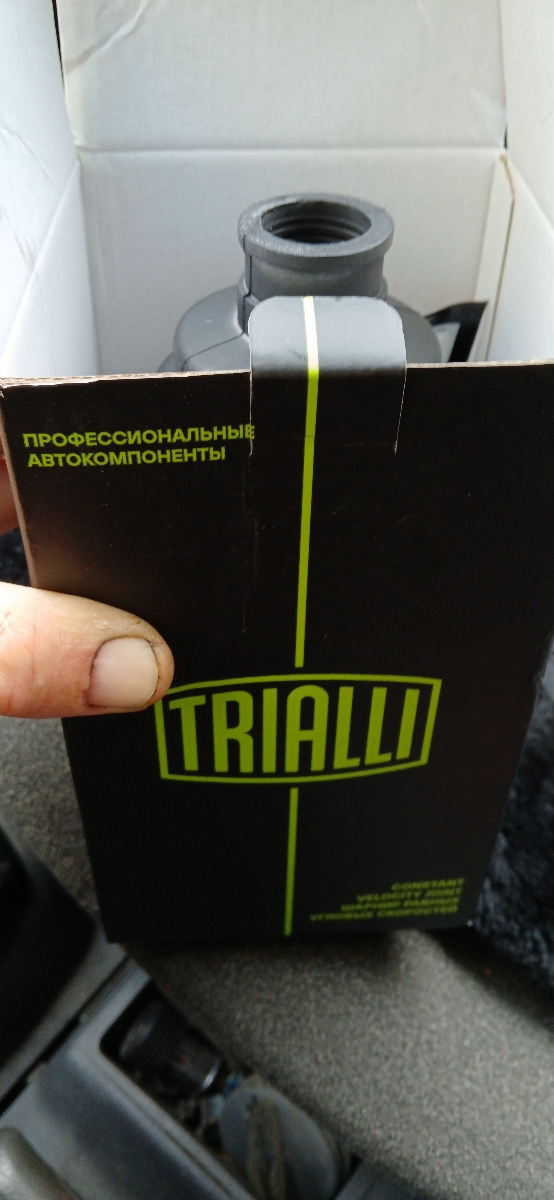 ПРОФЕССИОНАЛЬНЫЕ
АВТОКОМПОНЕНТЫ
TRIALLI
CONSTANT
VELOCITY JOINT
ШАРНИР РАВНЫХ
УГЛОВЫХ СКОРОСТЕЙ